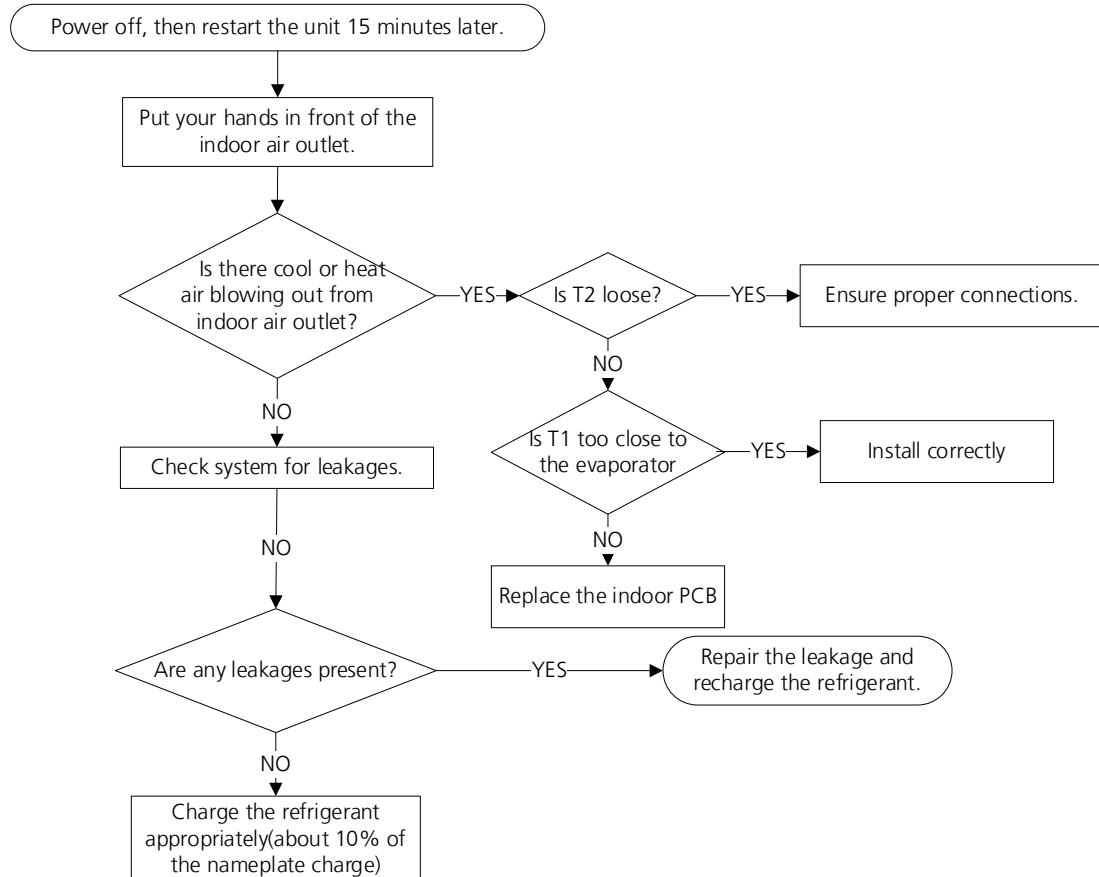 Power off, then restart the unit 15 minutes later.
Put your hands in front of the
indoor air outlet.
Is there cool or heat
air blowing out from
indoor air outlet?
YES
Is T2 loose?
YES
Ensure proper connections.
NO
NO
Is T1 too close to
the evaporator
YES
Install correctly
Check system for leakages.
NO
NO
Replace the indoor PCB
Are any leakages present?
YES
Repair the leakage and
recharge the refrigerant.
NO
Charge the refrigerant
appropriately(about 10% of
the nameplate charge)